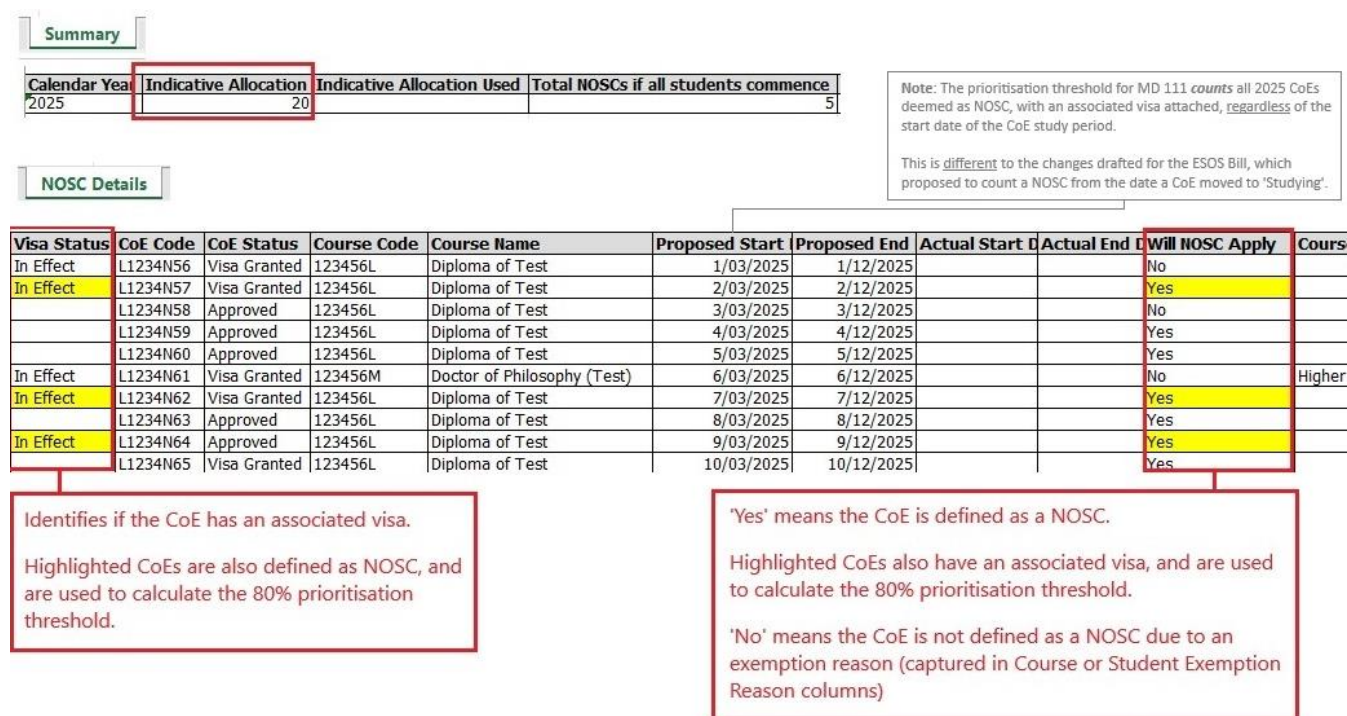 Summary
Calendar Year Indicative Allocation Indicative Allocation Used Total NOSCs if all students commence
2025 20 5
Note: The prioritisation threshold for MD 111 counts all 2025 CoEs
deemed as NOSC, with an associated visa attached, regardless of the
start date of the CoE study period.
This is different to the changes drafted for the ESOS Bill, which
proposed to count a NOSC from the date a CoE moved to 'Studying'.
NOSC Details
Visa Status CoE Code CoE Status Course Code Course Name Proposed Start Proposed End Actual Start D Actual End D Will NOSC Apply Course
In Effect L1234N56 Visa Granted 123456L Diploma of Test 1/03/2025 1/12/2025 No
In Effect L1234N57 Visa Granted 123456L Diploma of Test 2/03/2025 2/12/2025 Yes
L1234N58 Approved 123456L Diploma of Test 3/03/2025 3/12/2025 No
L1234N59 Approved 123456L Diploma of Test 4/03/2025 4/12/2025 Yes
L1234N60 Approved 123456L Diploma of Test 5/03/2025 5/12/2025 Yes
In Effect L1234N61 Visa Granted 123456M Doctor of Philosophy (Test) 6/03/2025 6/12/2025 No Higher
In Effect L1234N62 Visa Granted 123456L Diploma of Test 7/03/2025 7/12/2025 Yes
L1234N63 Approved 123456L Diploma of Test 8/03/2025 8/12/2025 Yes
In Effect L1234N64 Approved 123456L Diploma of Test 9/03/2025 9/12/2025 Yes
L1234N65 Visa Granted 123456L Diploma of Test 10/03/2025 10/12/2025 Yes
Identifies if the CoE has an associated visa.
Highlighted CoEs are also defined as NOSC, and
are used to calculate the 80% prioritisation
threshold.
'Yes' means the CoE is defined as a NOSC.
Highlighted CoEs also have an associated visa, and are used
to calculate the 80% prioritisation threshold.
'No' means the CoE is not defined as a NOSC due to an
exemption reason (captured in Course or Student Exemption
Reason columns)